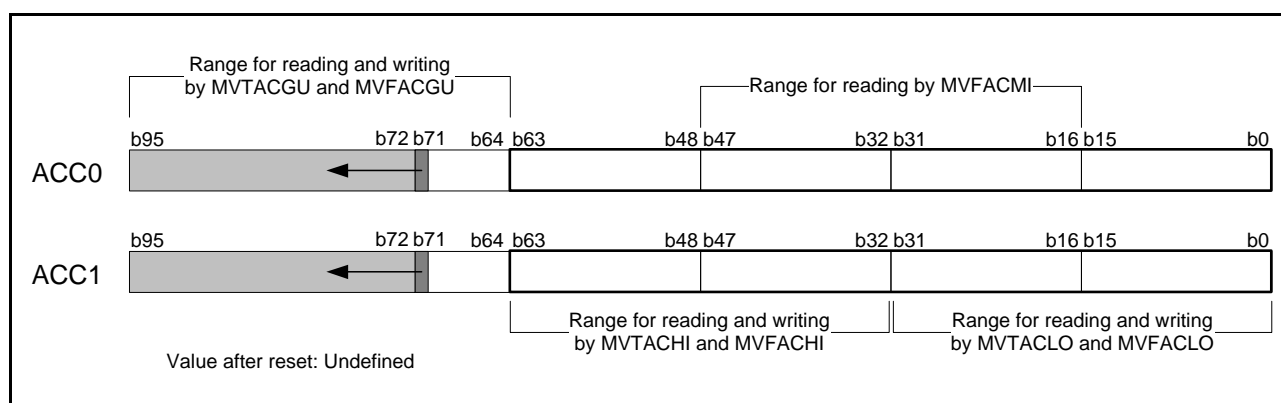 Range for reading and writing
by MVTACGU and MVFACGU
Range for reading by MVFACMI
b95 b72 b71 b64 b63 b48 b47 b32 b31 b16 b15 b0
ACC0
b95 b72 b71 b64 b63 b48 b47 b32 b31 b16 b15 b0
ACC1
Range for reading and writing
by MVTACHI and MVFACHI
Range for reading and writing
by MVTACLO and MVFACLO
Value after reset: Undefined